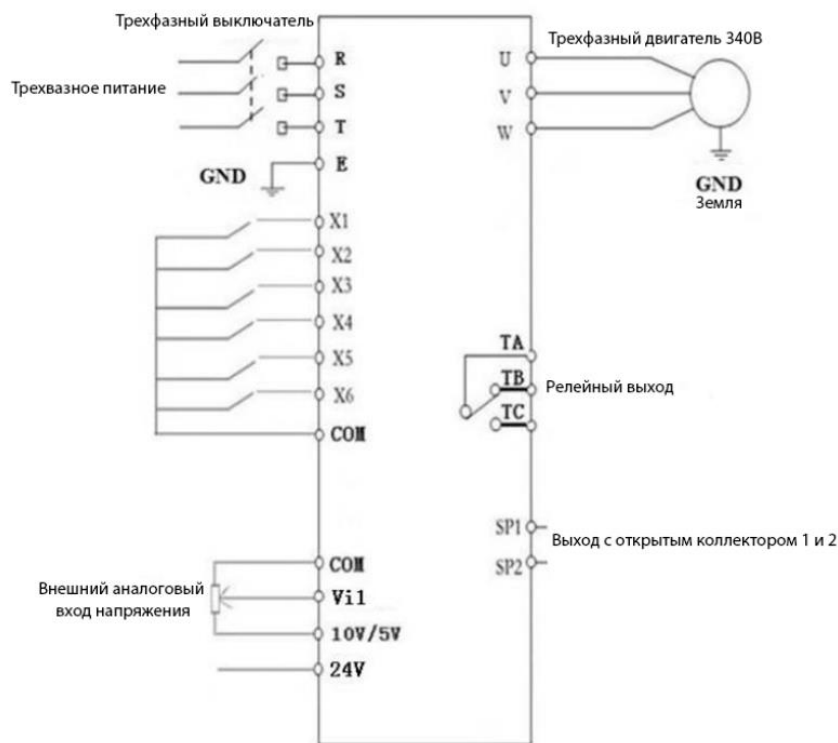 Трехфазный выключатель
Трехвазное питание
R
S
T
E
GND
X1
X2
X3
X4
X5
X6
COM
COM
Внешний аналоговый
вход напряжения
Vi1
10V/5V
24V
Трехфазный двигатель 340В
U
V
W
GND
Земля
TA
TB
TC
Релейный выход
SP1
SP2
Выход с открытым коллектором 1 и 2